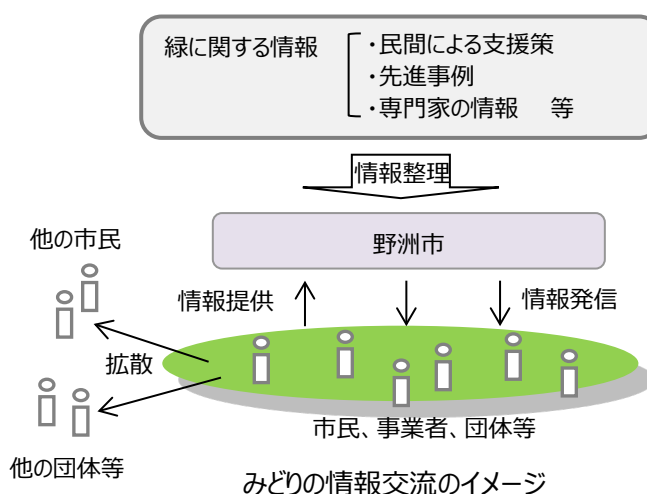 緑に関する情報
・民間による支援策
・先進事例
・専門家の情報　等
情報整理
野洲市
他の市民
情報提供
情報発信
拡散
市民、事業者、団体等
他の団体等
みどりの情報交流のイメージ